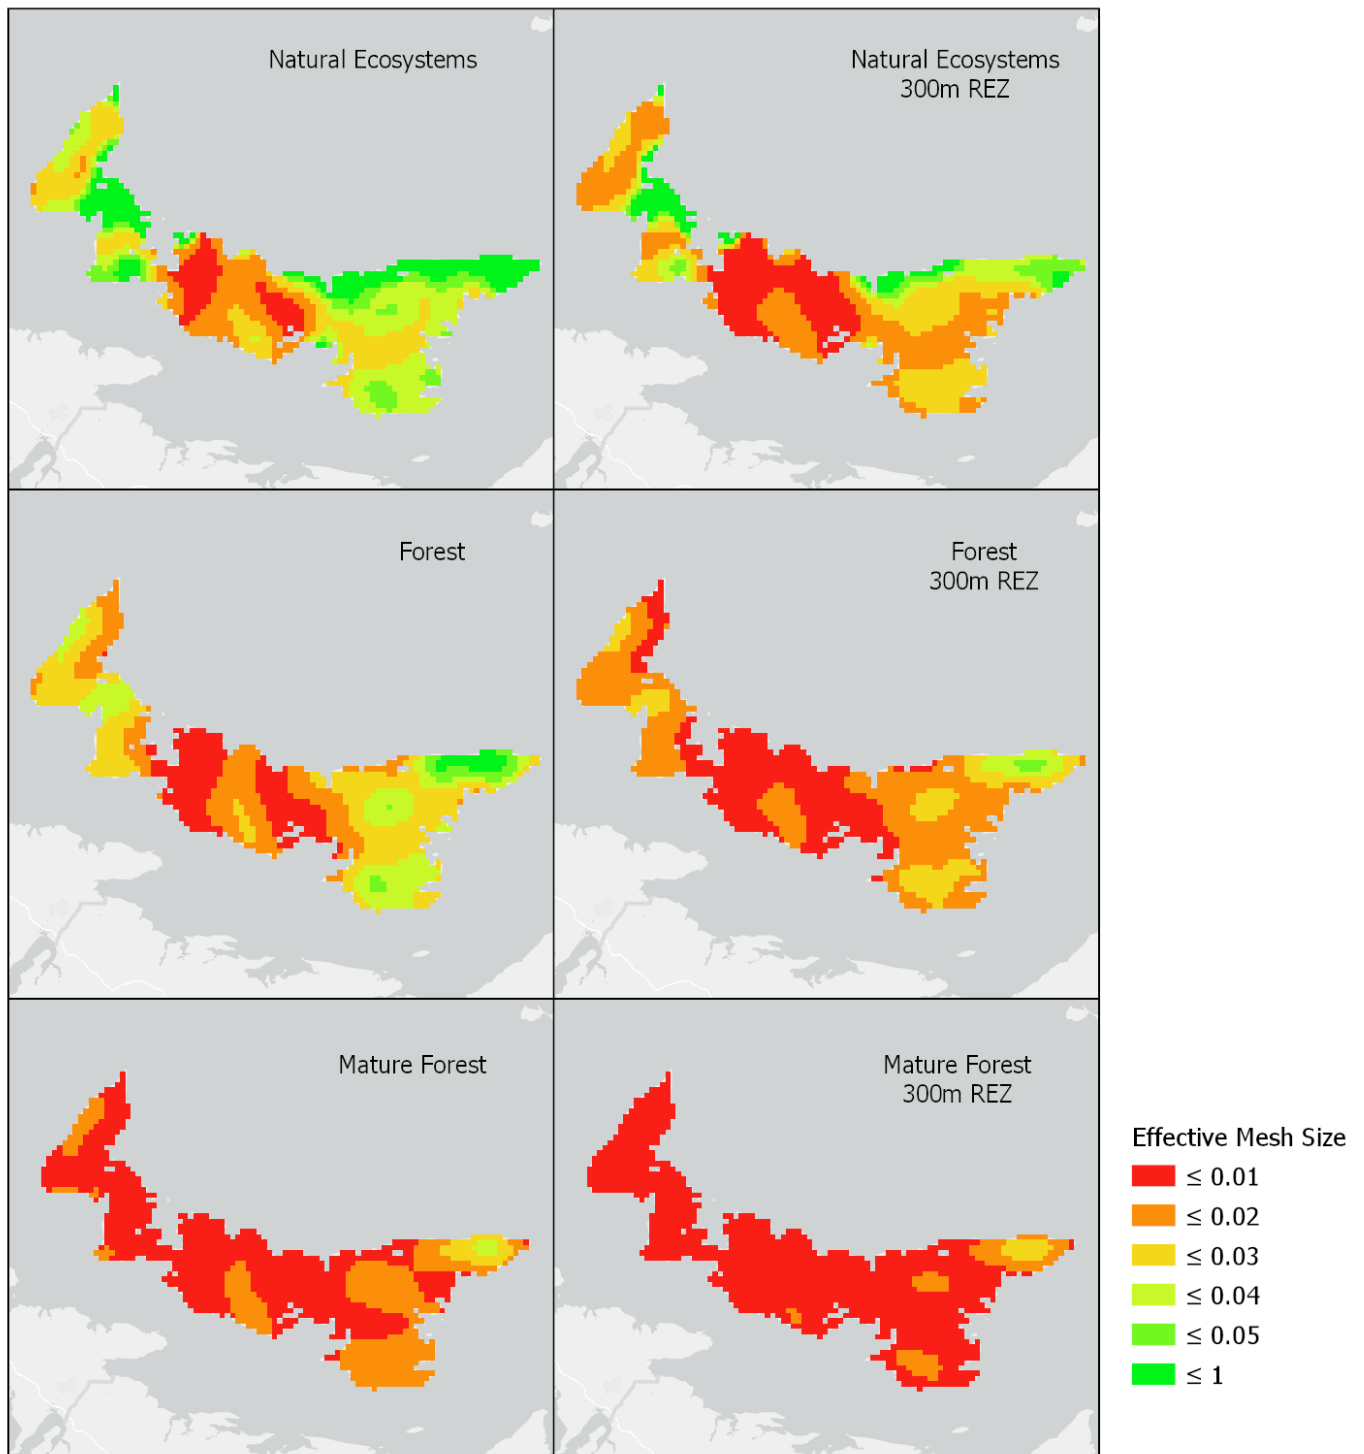 Natural Ecosystems
Natural Ecosystems
300m REZ
Forest
Forest
300m REZ
Mature Forest
Mature Forest
300m REZ
Effective Mesh Size
≤ 0.01
≤ 0.02
≤ 0.03
≤ 0.04
≤ 0.05
≤ 1